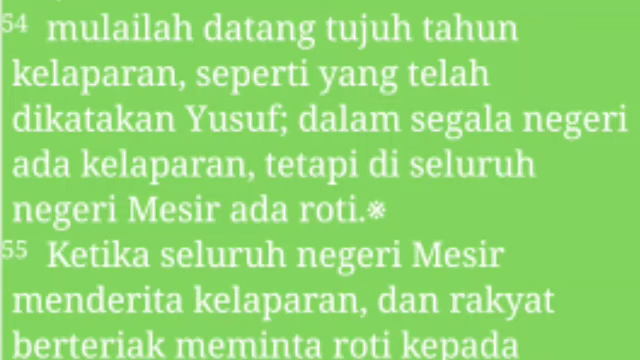 54 mulailah datang tujuh tahun
kelaparan, seperti yang telah
dikatakan Yusuf; dalam segala negeri
ada kelaparan, tetapi di seluruh
negeri Mesir ada roti.※
55 Ketika seluruh negeri Mesir
menderita kelaparan, dan rakyat
berteriak meminta roti kepada